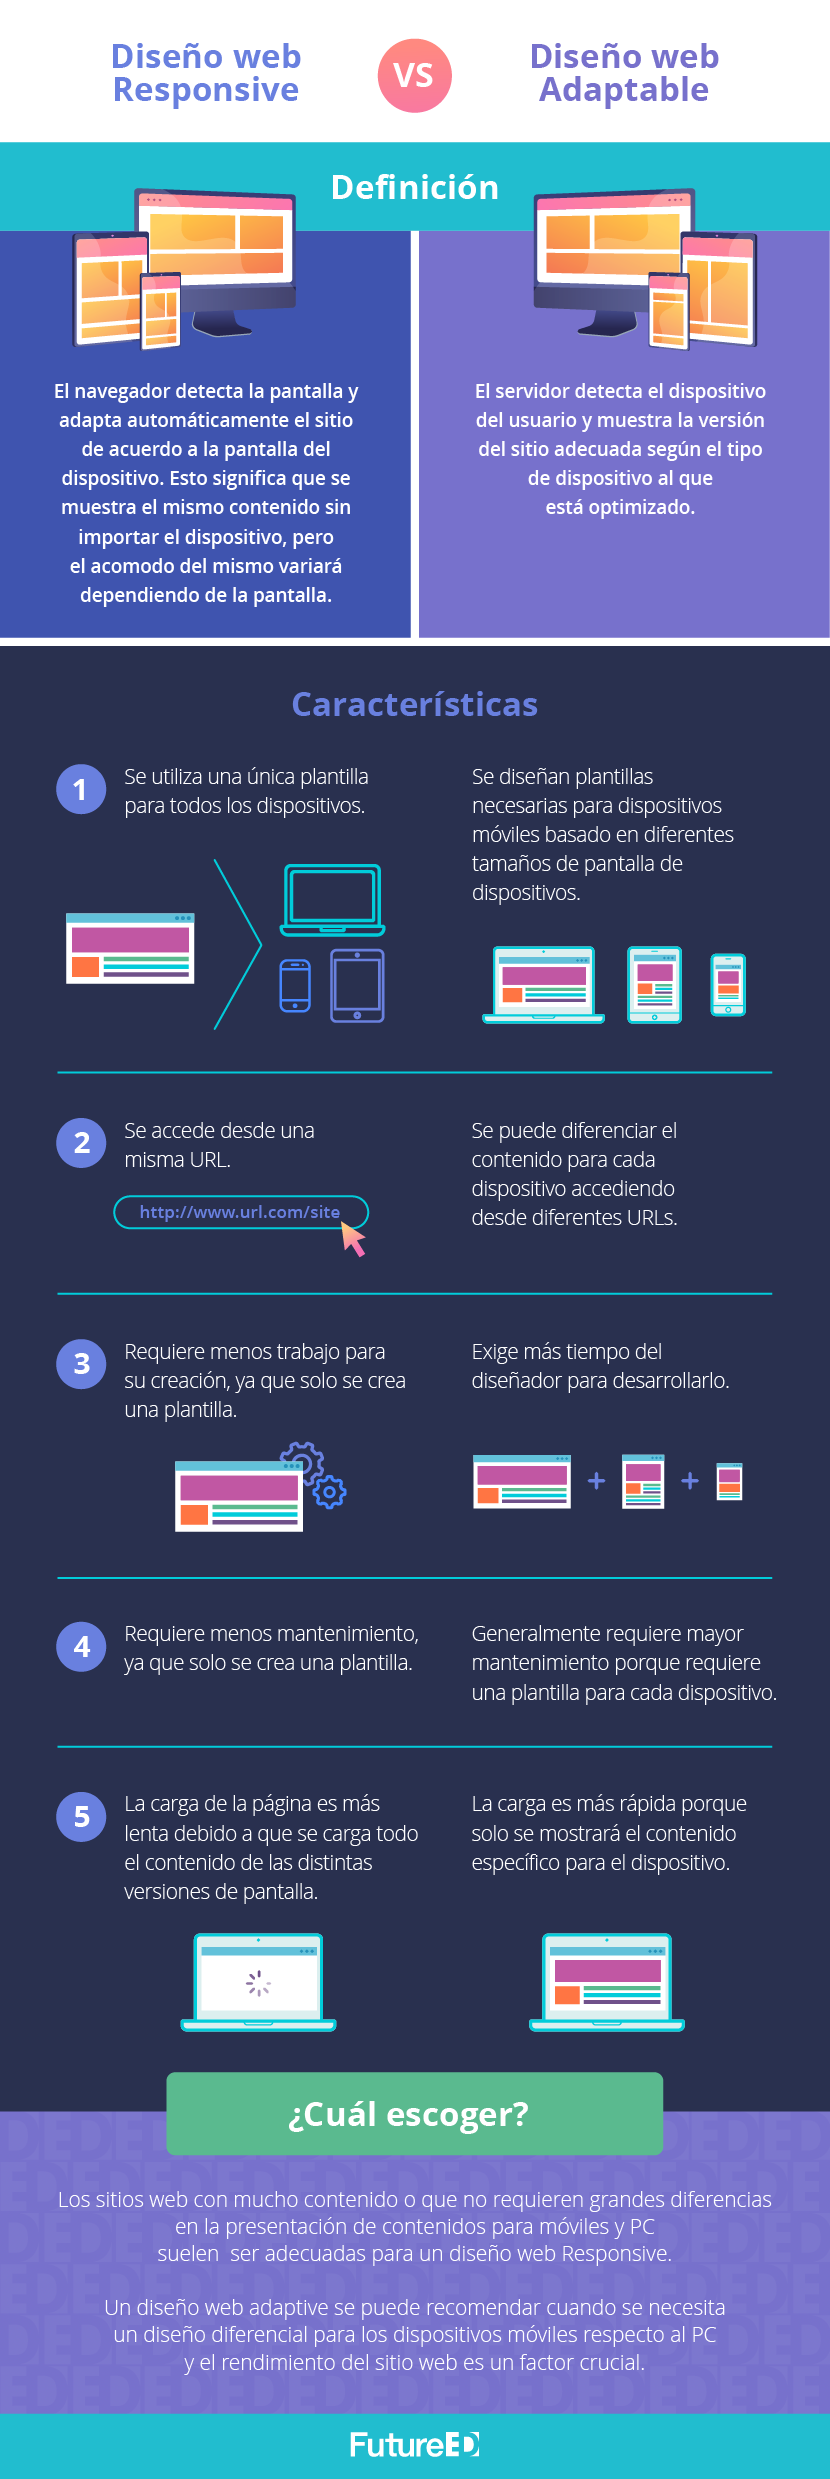 Diseño web
Responsive
VS
Diseño web
Adaptable
Definición
El navegador detecta la pantalla y
adapta automáticamente el sitio
de acuerdo a la pantalla del
dispositivo. Esto significa que se
muestra el mismo contenido sin
importar el dispositivo, pero
el acomodo del mismo variará
dependiendo de la pantalla.
El servidor detecta el dispositivo
del usuario y muestra la versión
del sitio adecuada según el tipo
de dispositivo al que
está optimizado.
Características
1
Se utiliza una única plantilla
para todos los dispositivos.
Se diseñan plantillas
necesarias para dispositivos
móviles basado en diferentes
tamaños de pantalla de
dispositivos.
2
Se accede desde una
misma URL.
http://www.url.com/site
Se puede diferenciar el
contenido para cada
dispositivo accediendo
desde diferentes URLs.
3
Requiere menos trabajo para
su creación, ya que solo se crea
una plantilla.
Exige más tiempo del
diseñador para desarrollarlo.
+ +
4
Requiere menos mantenimiento,
ya que solo se crea una plantilla.
Generalmente requiere mayor
mantenimiento porque requiere
una plantilla para cada dispositivo.
5
La carga de la página es más
lenta debido a que se carga todo
el contenido de las distintas
versiones de pantalla.
La carga es más rápida porque
solo se mostrará el contenido
específico para el dispositivo.
¿Cuál escoger?
Los sitios web con mucho contenido o que no requieren grandes diferencias
en la presentación de contenidos para móviles y PC
suelen  ser adecuadas para un diseño web Responsive.
Un diseño web adaptive se puede recomendar cuando se necesita
un diseño diferencial para los dispositivos móviles respecto al PC
y el rendimiento del sitio web es un factor crucial.
FutureED